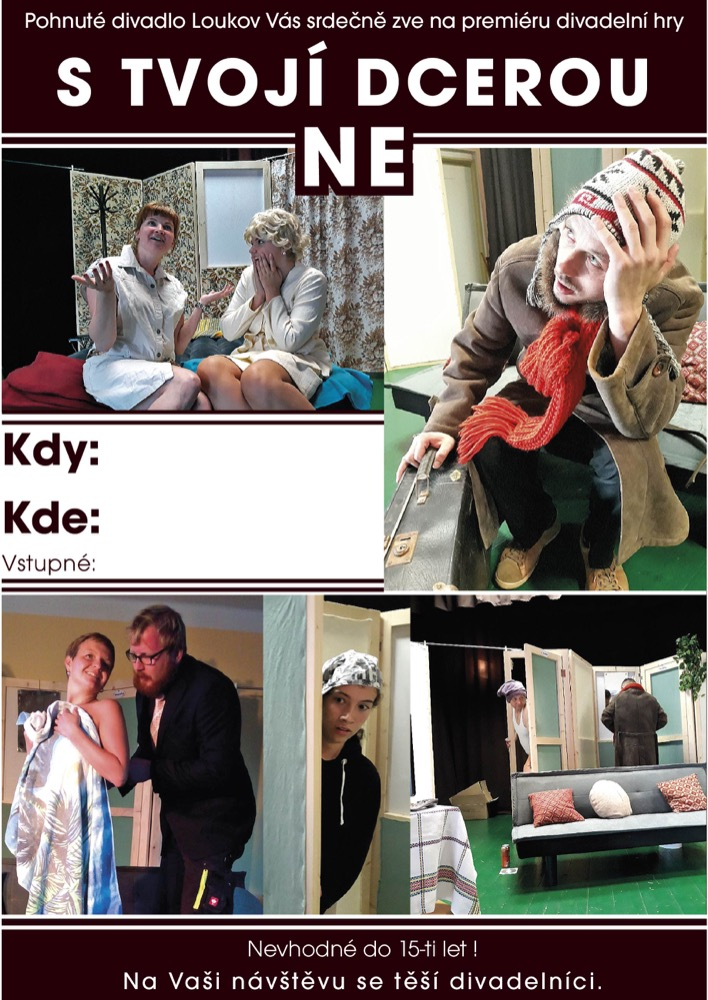 Pohnuté divadlo Loukov Vás srdečně zve na premiéru divadelní hry
S TVOJÍ DCEROU
NE
Kdy:
Kde:
Vstupné:
Nevhodné do 15-ti let !
Na Vaši návštěvu se těší divadelníci.